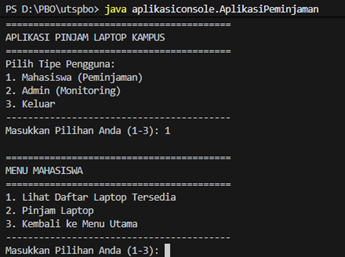 PS D:\PBO\utspbo> java aplikasiconsole.AplikasiPeminjaman
=========================================
APLIKASI PINJAM LAPTOP KAMPUS
=========================================
Pilih Tipe Pengguna:
1. Mahasiswa (Peminjaman)
2. Admin (Monitoring)
3. Keluar
-----------------------------------------
Masukkan Pilihan Anda (1-3): 1

=========================================
MENU MAHASISWA
=========================================
1. Lihat Daftar Laptop Tersedia
2. Pinjam Laptop
3. Kembali ke Menu Utama
-----------------------------------------
Masukkan Pilihan Anda (1-3):